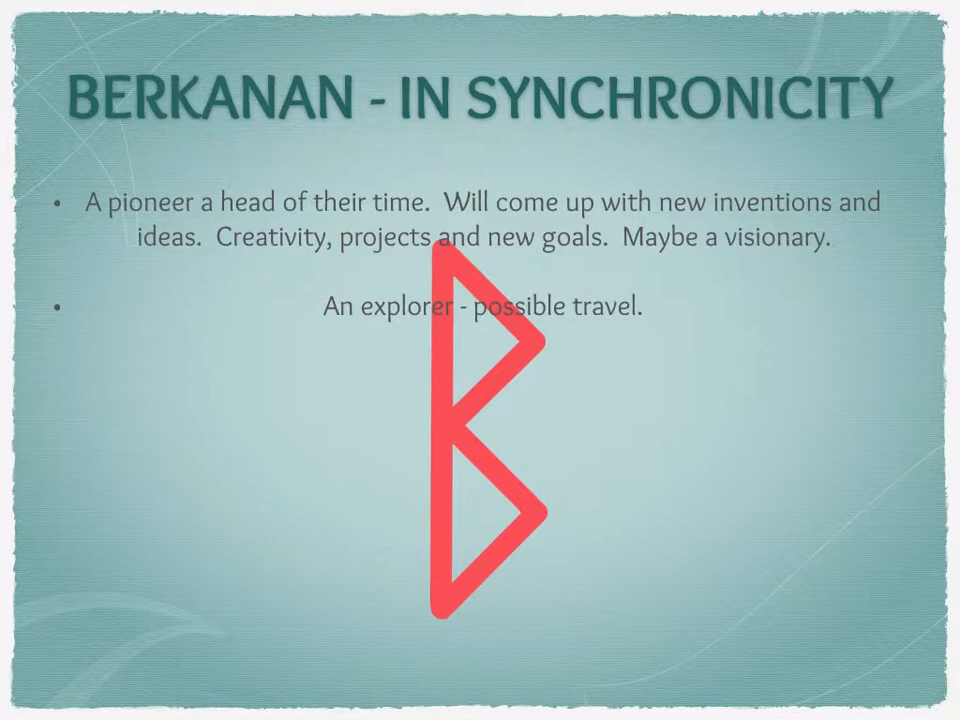 BERKANAN - IN SYNCHRONICITY
• A pioneer a head of their time. Will come up with new inventions and
ideas. Creativity, projects and new goals. Maybe a visionary.
• An explorer - possible travel.